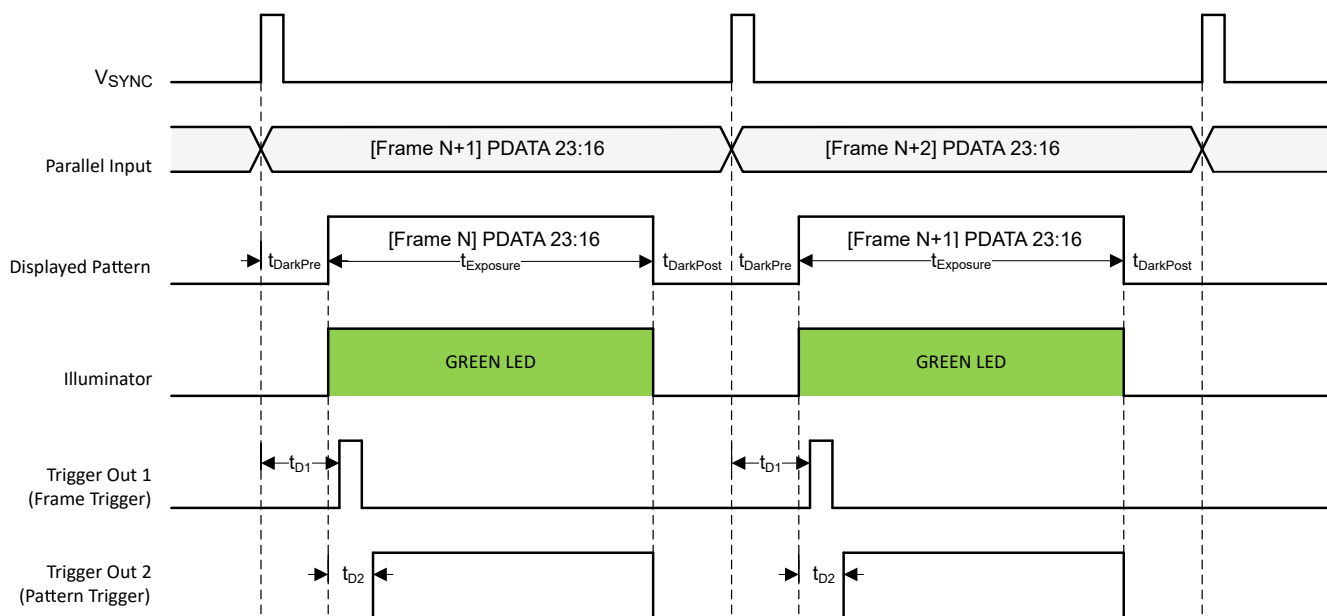 VSYNC
Parallel Input
[Frame N+1] PDATA 23:16
[Frame N+2] PDATA 23:16
Displayed Pattern
tDarkPre
[Frame N] PDATA 23:16
tExposure
tDarkPost
tDarkPre
[Frame N+1] PDATA 23:16
tExposure
tDarkPost
Illuminator
GREEN LED
GREEN LED
Trigger Out 1
(Frame Trigger)
tD1
tD1
Trigger Out 2
(Pattern Trigger)
tD2
tD2